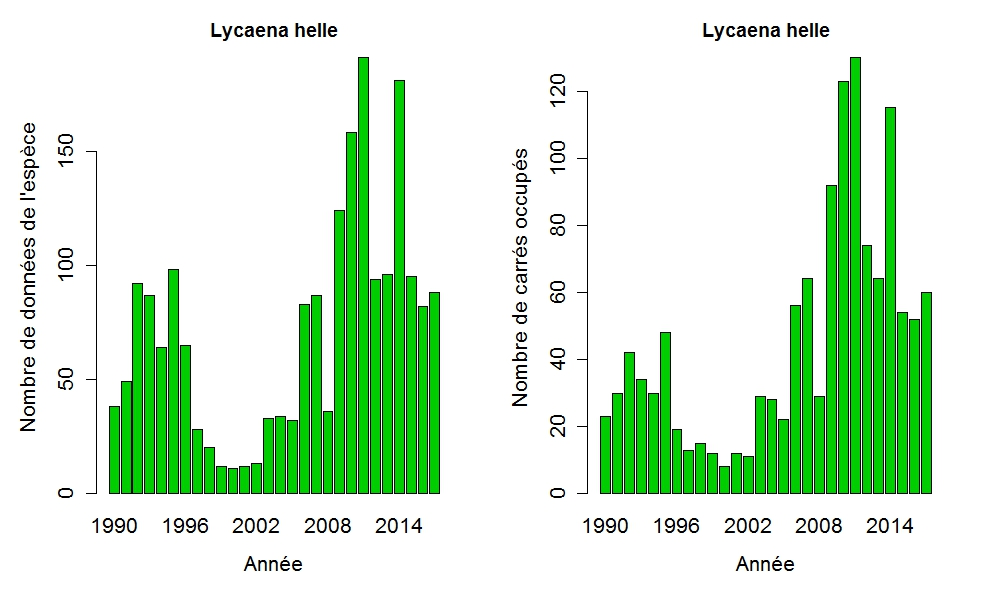 Lycaena helle
Nombre de données de l'espèce
150
100
50
0
1990 1996 2002 2008 2014
Année
Lycaena helle
Nombre de carrés occupés
120
100
80
60
40
20
0
1990 1996 2002 2008 2014
Année